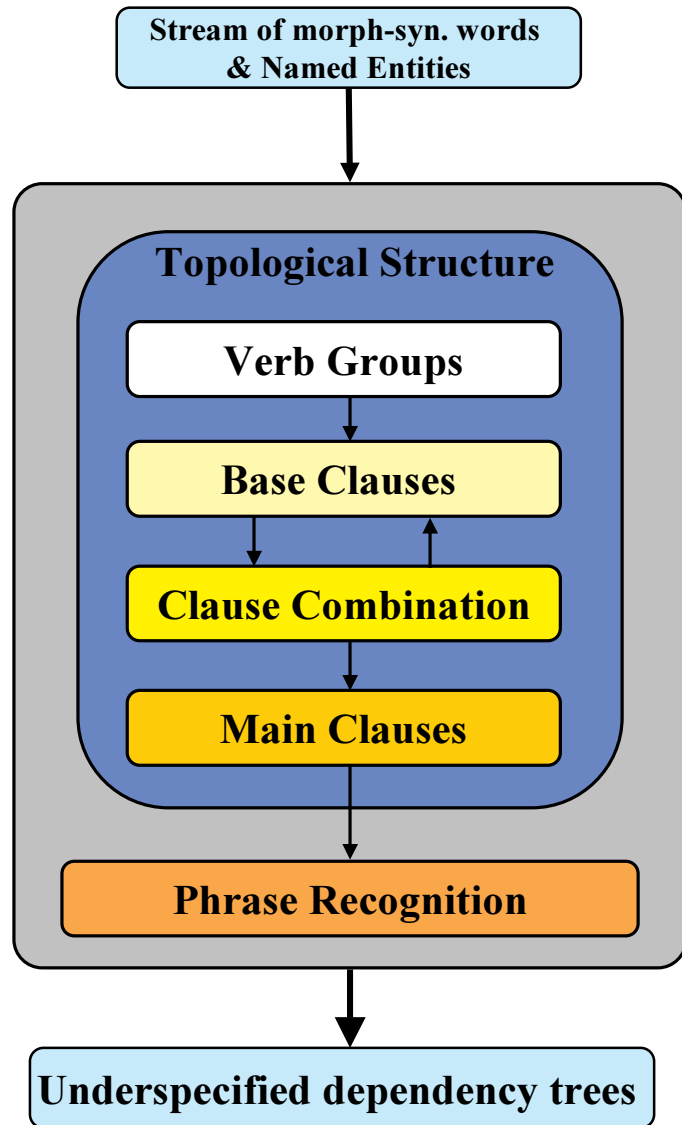 Stream of morph-syn. words
& Named Entities
Topological Structure
Verb Groups
Base Clauses
Clause Combination
Main Clauses
Phrase Recognition
Underspecified dependency trees